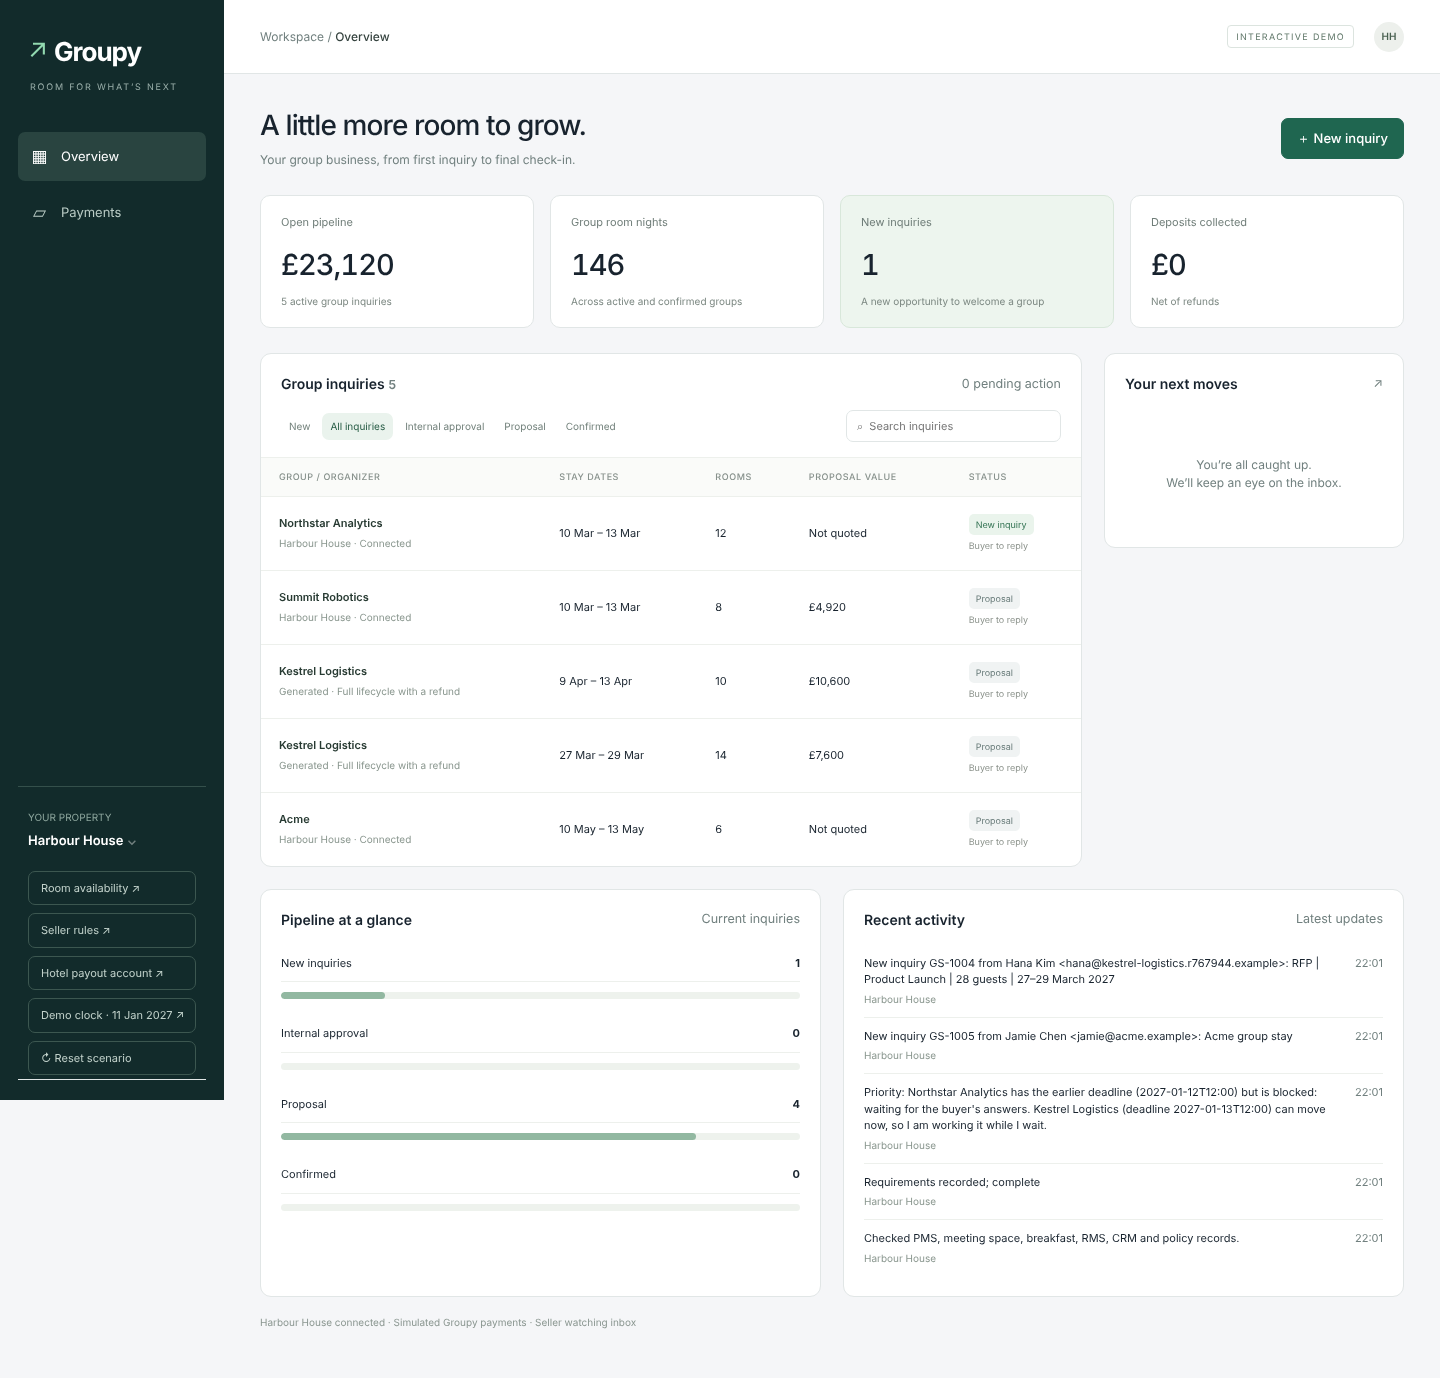 Groupy
ROOM FOR WHAT'S NEXT
Overview
Payments
YOUR PROPERTY
Harbour House
Room availability ↗
Seller rules ↗
Hotel payout account ↗
Demo clock · 11 Jan 2027 ↗
↻ Reset scenario
Workspace / Overview
INTERACTIVE DEMO
HH
A little more room to grow.
Your group business, from first inquiry to final check-in.
+ New inquiry
Open pipeline
£23,120
5 active group inquiries
Group room nights
146
Across active and confirmed groups
New inquiries
1
A new opportunity to welcome a group
Deposits collected
£0
Net of refunds
Group inquiries 5
0 pending action
New
All inquiries
Internal approval
Proposal
Confirmed
Search inquiries
GROUP / ORGANIZER
STAY DATES
ROOMS
PROPOSAL VALUE
STATUS
Northstar Analytics
Harbour House · Connected
10 Mar – 13 Mar
12
Not quoted
New inquiry
Buyer to reply
Summit Robotics
Harbour House · Connected
10 Mar – 13 Mar
8
£4,920
Proposal
Buyer to reply
Kestrel Logistics
Generated · Full lifecycle with a refund
9 Apr – 13 Apr
10
£10,600
Proposal
Buyer to reply
Kestrel Logistics
Generated · Full lifecycle with a refund
27 Mar – 29 Mar
14
£7,600
Proposal
Buyer to reply
Acme
Harbour House · Connected
10 May – 13 May
6
Not quoted
Proposal
Buyer to reply
Your next moves
↗
You're all caught up.
We'll keep an eye on the inbox.
Pipeline at a glance
Current inquiries
New inquiries
1
Internal approval
0
Proposal
4
Confirmed
0
Recent activity
Latest updates
New inquiry GS-1004 from Hana Kim <hana@kestrel-logistics.r767944.example>: RFP |
Product Launch | 28 guests | 27–29 March 2027
22:01
Harbour House
New inquiry GS-1005 from Jamie Chen <jamie@acme.example>: Acme group stay
22:01
Harbour House
Priority: Northstar Analytics has the earlier deadline (2027-01-12T12:00) but is blocked:
waiting for the buyer's answers. Kestrel Logistics (deadline 2027-01-13T12:00) can move
now, so I am working it while I wait.
22:01
Harbour House
Requirements recorded; complete
22:01
Harbour House
Checked PMS, meeting space, breakfast, RMS, CRM and policy records.
22:01
Harbour House
Harbour House connected · Simulated Groupy payments · Seller watching inbox